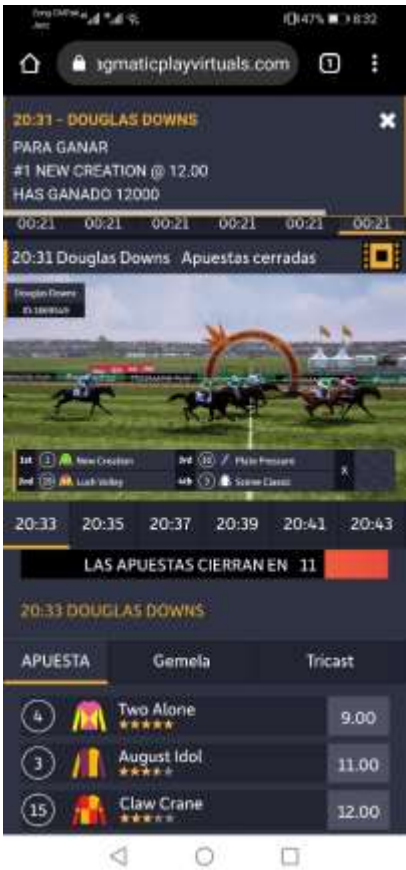 47% 8:32
agmaticplayvirtuals.com 1
20:31 - DOUGLAS DOWNS
PARA GANAR
#1 NEW CREATION @ 12.00
HAS GANADO 12000
00:21 00:21 00:21 00:21 00:21 00:21
20:31 Douglas Downs Apuestas cerradas
Douglas Downs
1st 1 New Creation 3rd 10 Plate Pressure
2nd Lush Valley 4th Scene Classic
X
20:33 20:35 20:37 20:39 20:41 20:43
LAS APUESTAS CIERRAN EN 11
20:33 DOUGLAS DOWNS
APUESTA Gemela Tricast
4 Two Alone 9.00
3 August Idol 11.00
15 Claw Crane 12.00